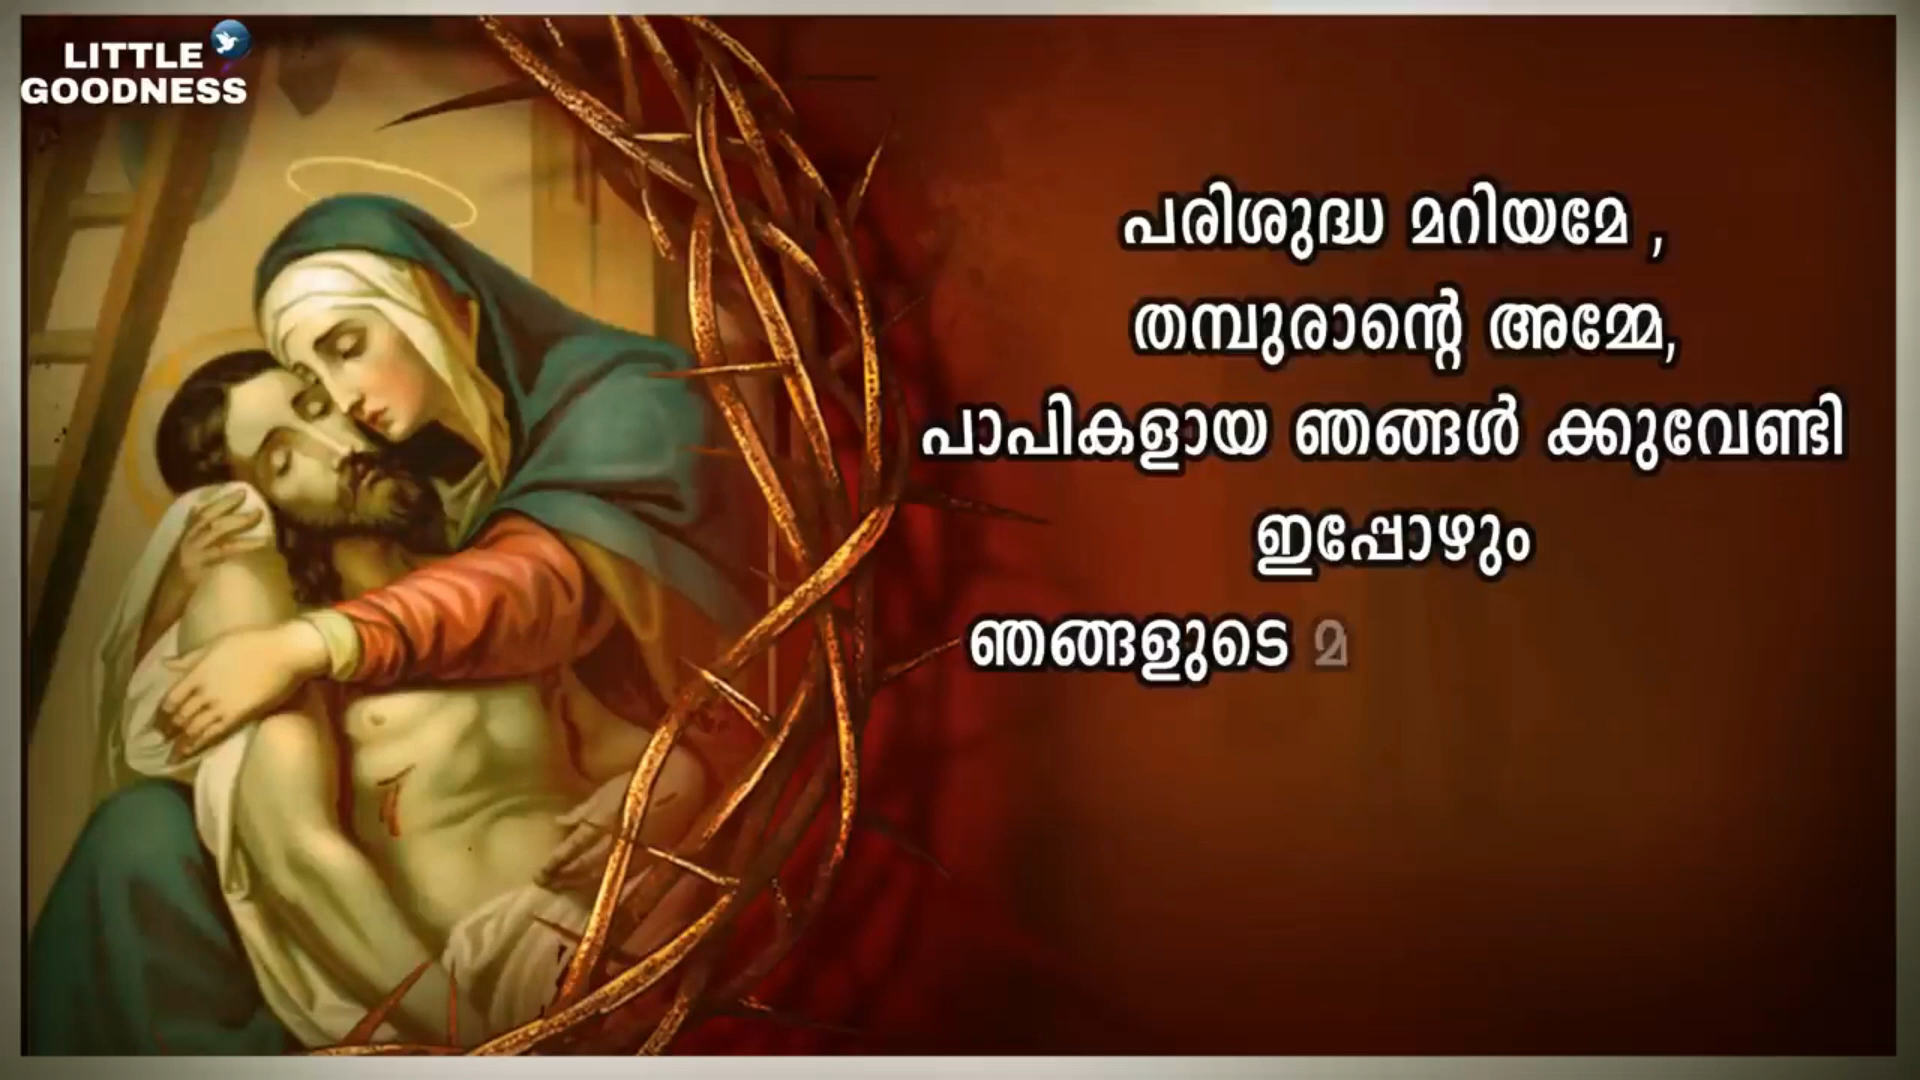 LITTLE
GOODNESS
പരിശുദ്ധ മറിയമേ ,
തമ്പുരാന്റെ അമ്മേ,
പാപികളായ ഞങ്ങൾ ക്കുവേണ്ടി
ഇപ്പോഴും
ഞങ്ങളുടെ മ